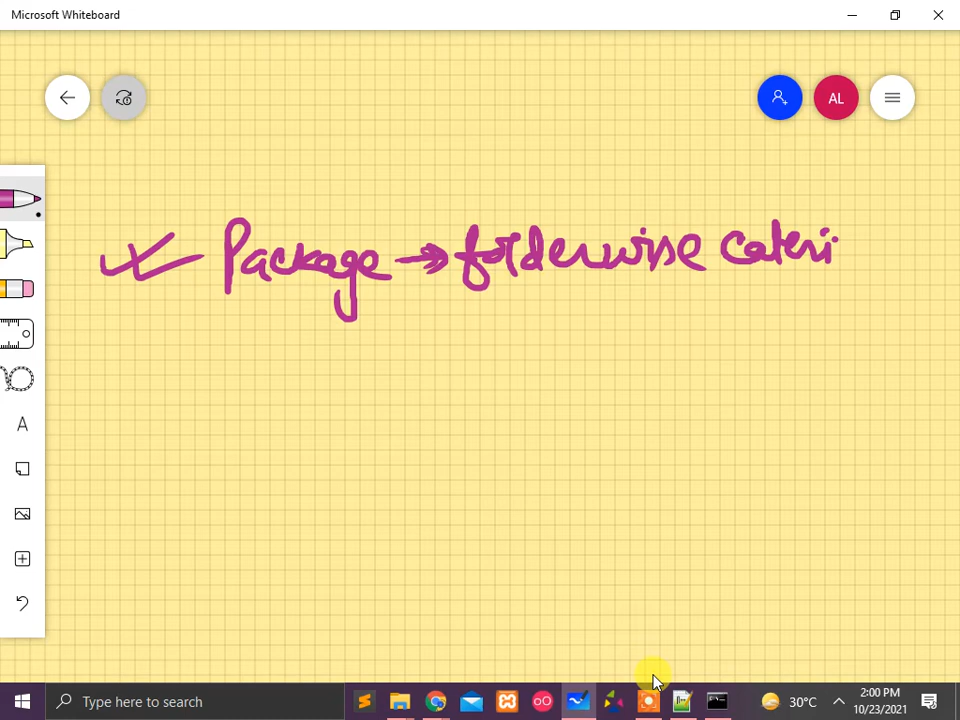 Microsoft Whiteboard
AL
Package → folderwise cateri
A
Type here to search
30°C
2:00 PM
10/23/2021